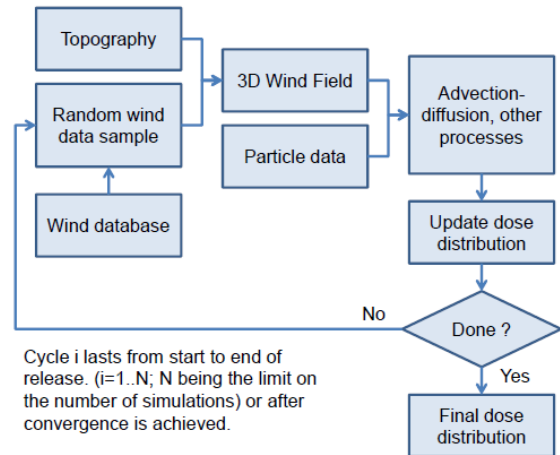 Topography
Random wind
data sample
Wind database
3D Wind Field
Particle data
Advection-
diffusion, other
processes
Update dose
distribution
Done ?
No
Yes
Final dose
distribution
Cycle i lasts from start to end of
release. (i=1..N; N being the limit on
the number of simulations) or after
convergence is achieved.